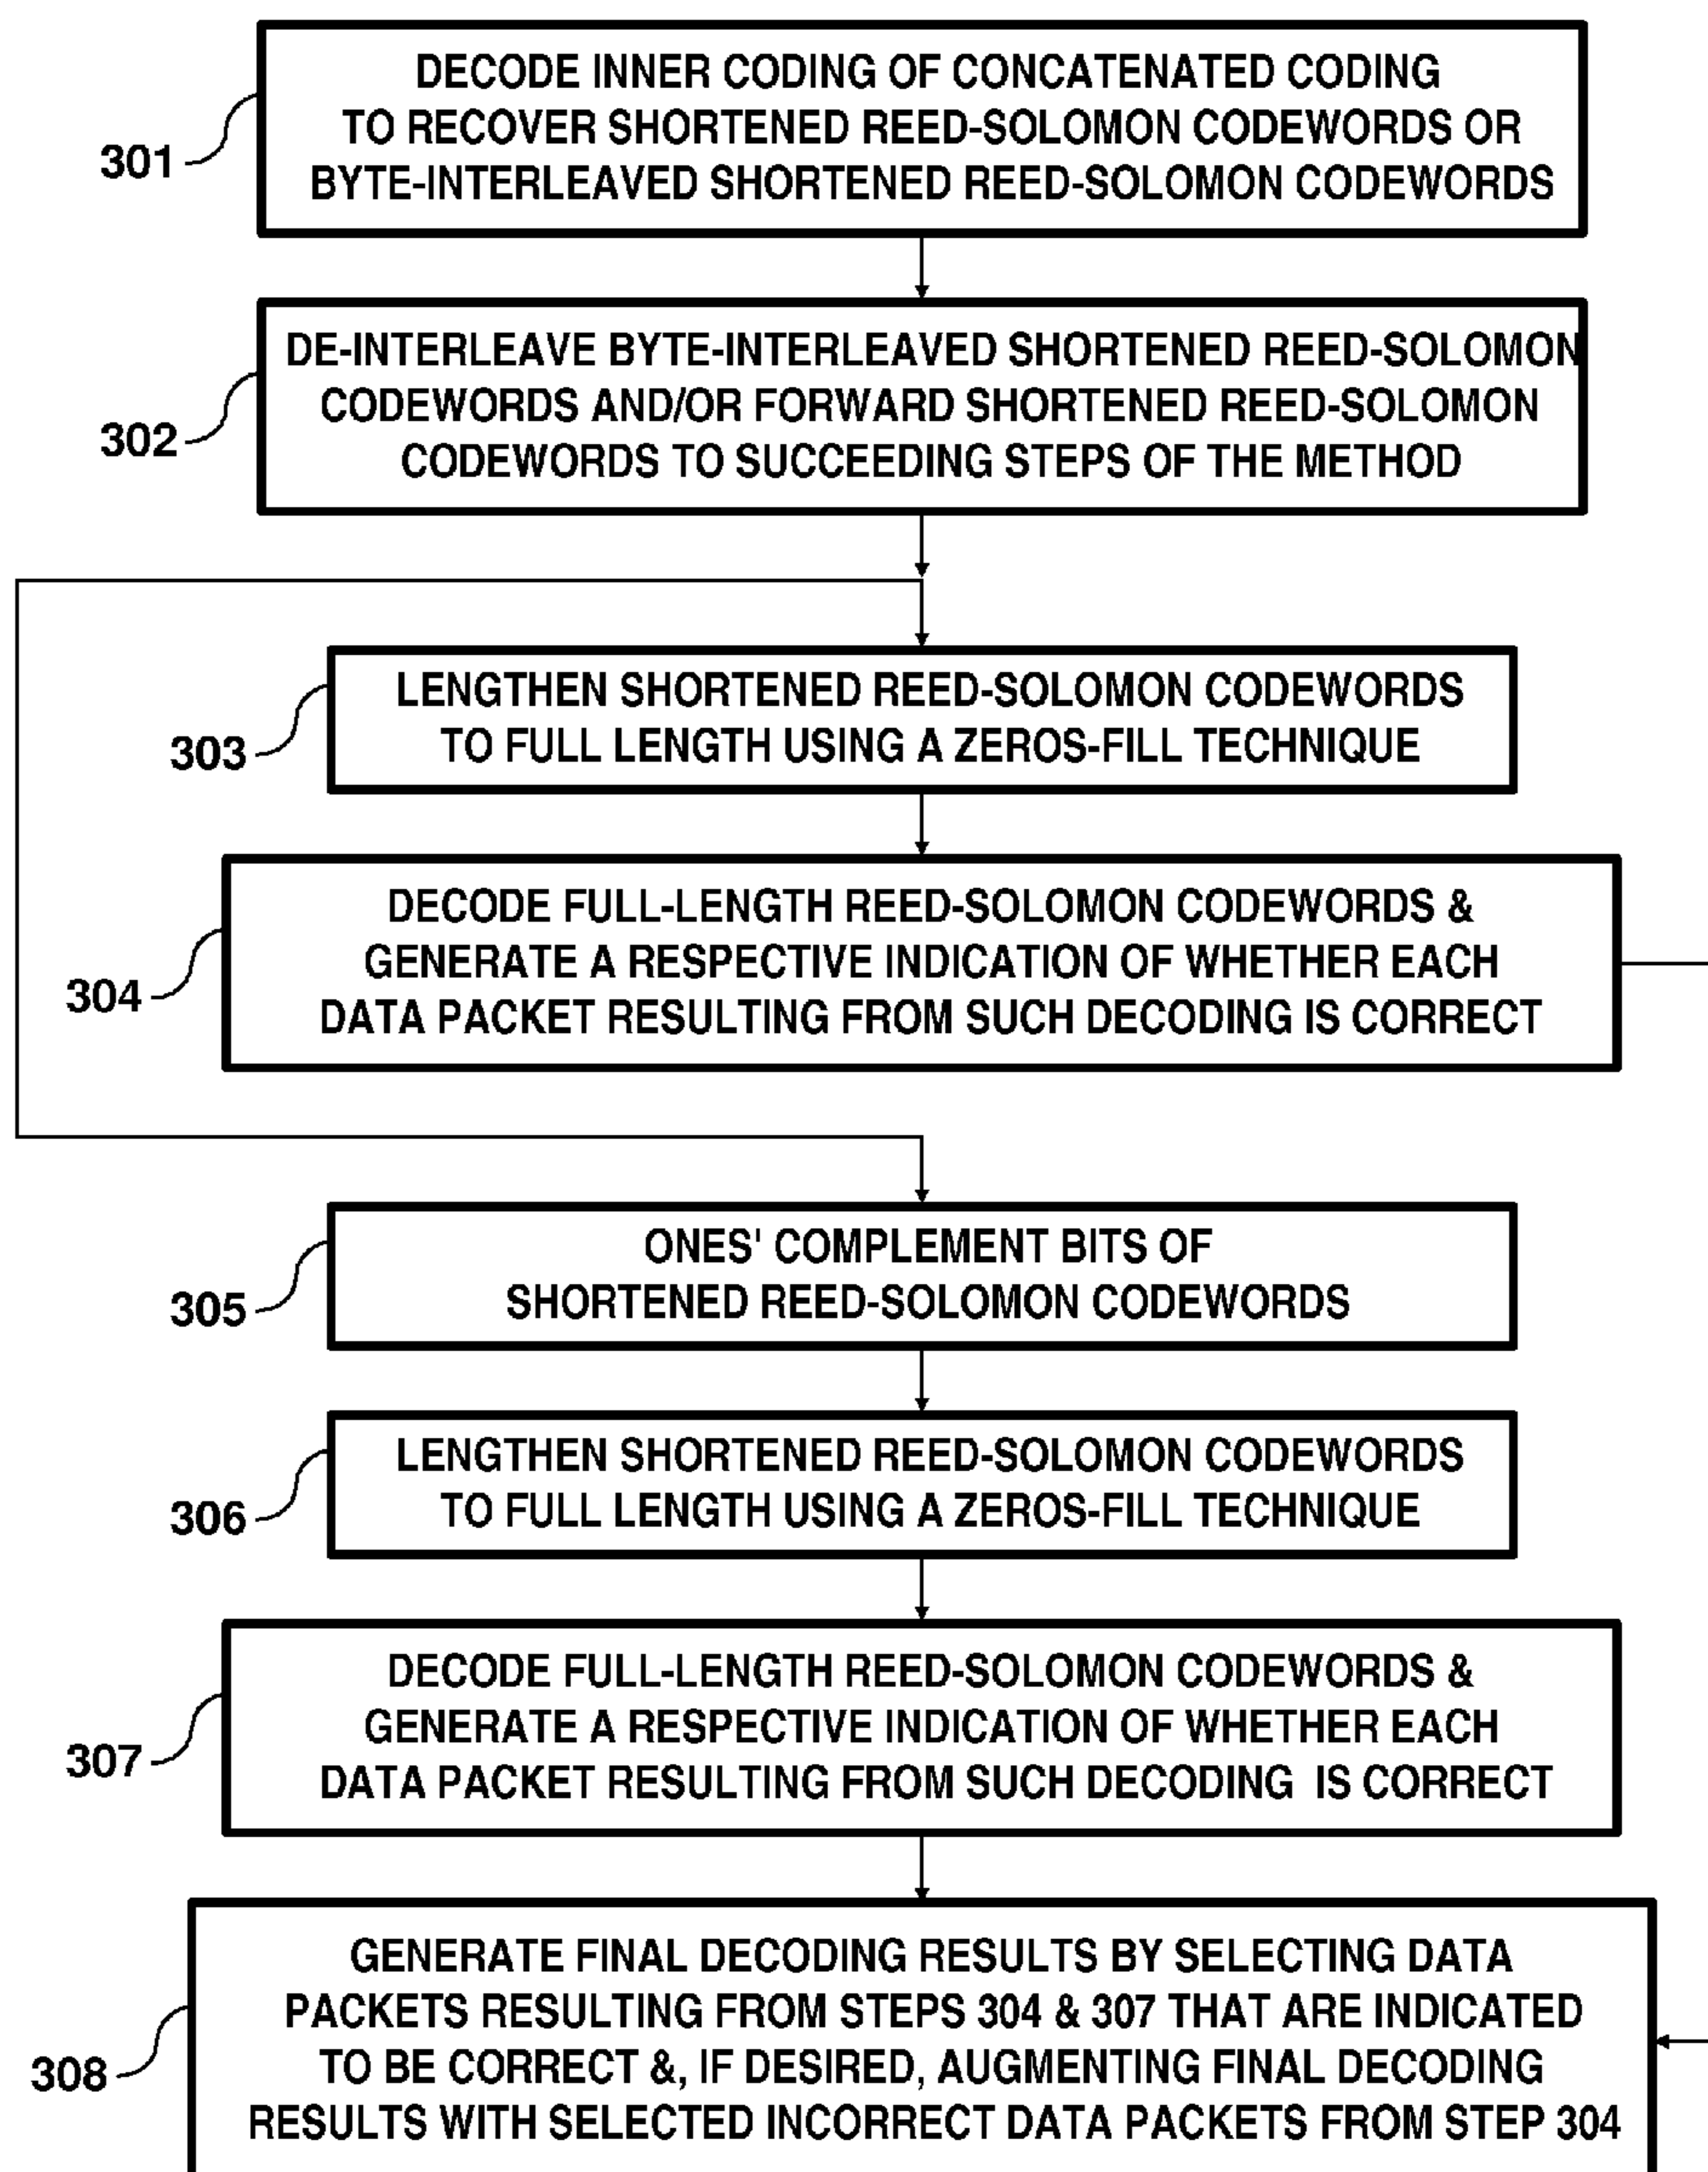 DECODE INNER CODING OF CONCATENATED CODING
TO RECOVER SHORTENED REED-SOLOMON CODEWORDS OR
BYTE-INTERLEAVED SHORTENED REED-SOLOMON CODEWORDS
301
DE-INTERLEAVE BYTE-INTERLEAVED SHORTENED REED-SOLOMON
CODEWORDS AND/OR FORWARD SHORTENED REED-SOLOMON
CODEWORDS TO SUCCEEDING STEPS OF THE METHOD
302
LENGTHEN SHORTENED REED-SOLOMON CODEWORDS
TO FULL LENGTH USING A ZEROS-FILL TECHNIQUE
303
DECODE FULL-LENGTH REED-SOLOMON CODEWORDS &
GENERATE A RESPECTIVE INDICATION OF WHETHER EACH
DATA PACKET RESULTING FROM SUCH DECODING IS CORRECT
304
ONES' COMPLEMENT BITS OF
SHORTENED REED-SOLOMON CODEWORDS
305
LENGTHEN SHORTENED REED-SOLOMON CODEWORDS
TO FULL LENGTH USING A ZEROS-FILL TECHNIQUE
306
DECODE FULL-LENGTH REED-SOLOMON CODEWORDS &
GENERATE A RESPECTIVE INDICATION OF WHETHER EACH
DATA PACKET RESULTING FROM SUCH DECODING IS CORRECT
307
GENERATE FINAL DECODING RESULTS BY SELECTING DATA
PACKETS RESULTING FROM STEPS 304 & 307 THAT ARE INDICATED
TO BE CORRECT &, IF DESIRED, AUGMENTING FINAL DECODING
RESULTS WITH SELECTED INCORRECT DATA PACKETS FROM STEP 304
308